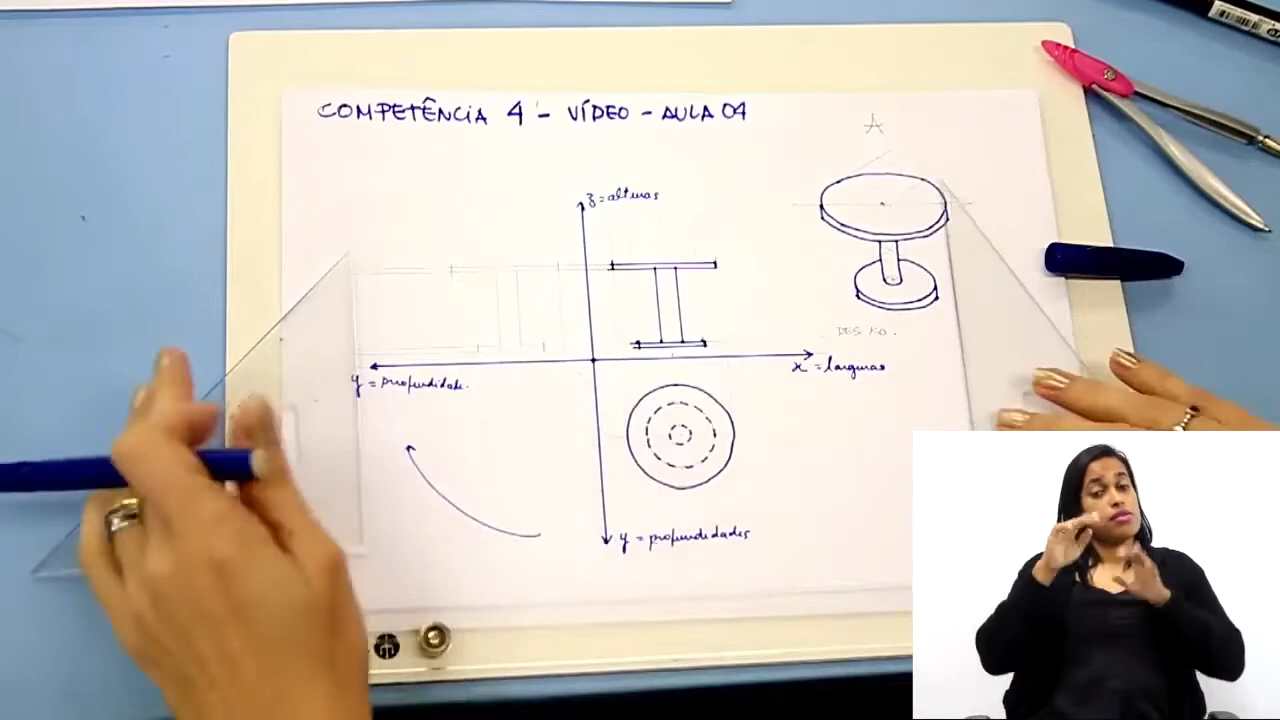 COMPETÊNCIA 4 - VÍDEO - AULA 04
A
z = alturas
x = larguras
y = profundidade.
y = profundidades